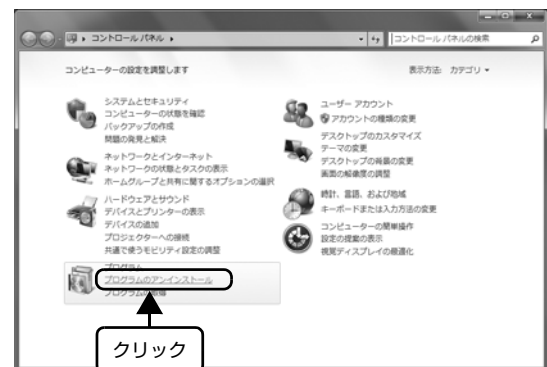 コントロール パネル
コントロール パネルの検索
コンピューターの設定を調整します
表示方法: カテゴリ
システムとセキュリティ
コンピューターの状態を確認
バックアップの作成
問題の発見と解決
ネットワークとインターネット
ネットワークの状態とタスクの表示
ホームグループと共有に関するオプションの選択
ハードウェアとサウンド
デバイスとプリンターの表示
デバイスの追加
プロジェクターへの接続
共通で使うモビリティ設定の調整
プログラム
プログラムのアンインストール
プログラムの取得
ユーザー アカウント
アカウントの種類の変更
デスクトップのカスタマイズ
テーマの変更
デスクトップの背景の変更
画面の解像度の調整
時計、言語、および地域
キーボードまたは入力方法の変更
コンピューターの簡単操作
設定の提案の表示
視覚ディスプレイの最適化
クリック